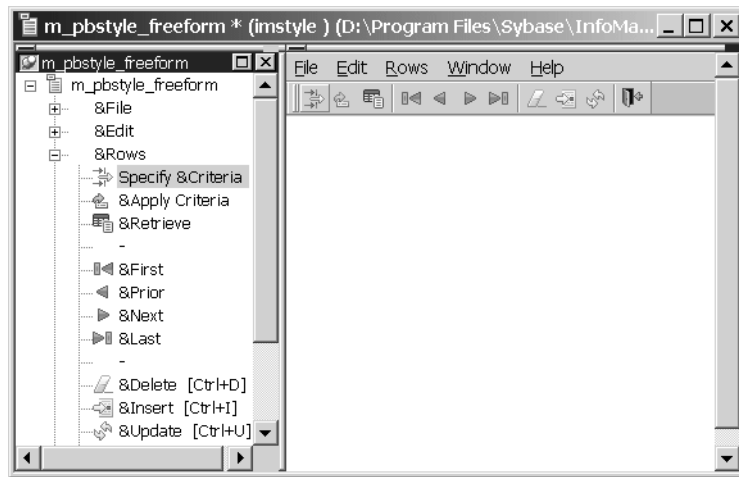 m_pbstyle_freeform * (imstyle ) (D:\Program Files\Sybase\InfoMa...
m_pbstyle_freeform
m_pbstyle_freeform
&File
&Edit
&Rows
Specify &Criteria
&Apply Criteria
&Retrieve
-
&First
&Prior
&Next
&Last
-
&Delete [Ctrl+D]
&Insert [Ctrl+I]
&Update [Ctrl+U]
File Edit Rows Window Help